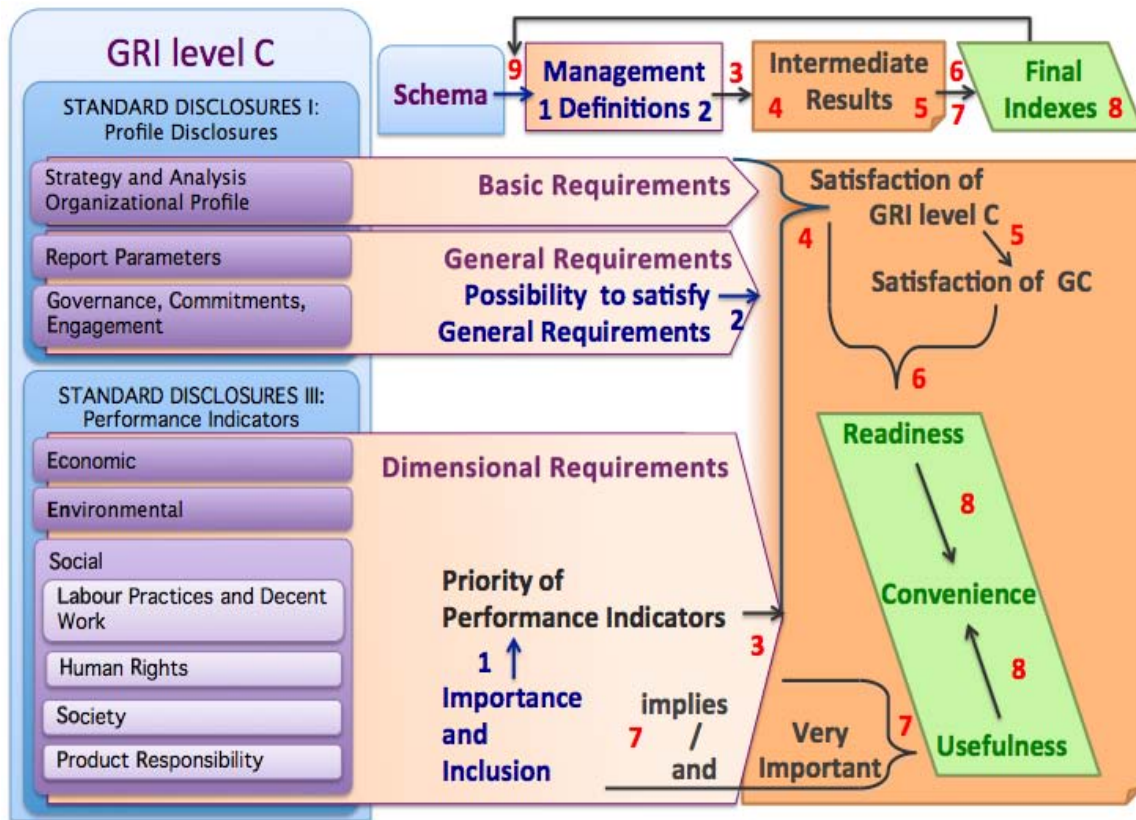 GRI level C
STANDARD DISCLOSURES I:
Profile Disclosures
Strategy and Analysis
Organizational Profile
Report Parameters
Governance, Commitments,
Engagement
STANDARD DISCLOSURES III:
Performance Indicators
Economic
Environmental
Social
Labour Practices and Decent
Work
Human Rights
Society
Product Responsibility
Schema
9
Management
1 Definitions 2
3
Intermediate
4 Results 5
6
7
Final
Indexes 8
Basic Requirements
General Requirements
Possibility to satisfy
General Requirements
2
Dimensional Requirements
Priority of
Performance Indicators
3
1
Importance
and
Inclusion
7
implies
/
and
Very
Important
7
Satisfaction of
GRI level C
4
5
Satisfaction of GC
6
Readiness
8
Convenience
8
Usefulness